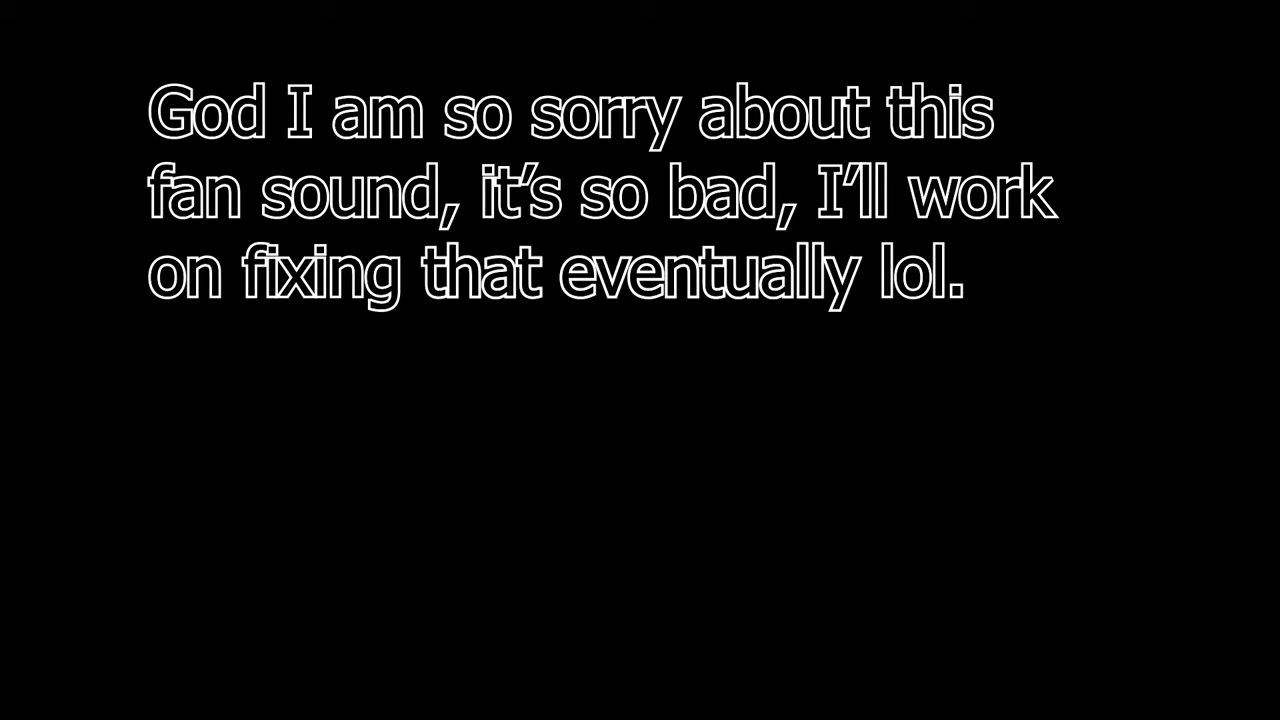 God I am so sorry about this
fan sound, it’s so bad, I’ll work
on fixing that eventually lol.